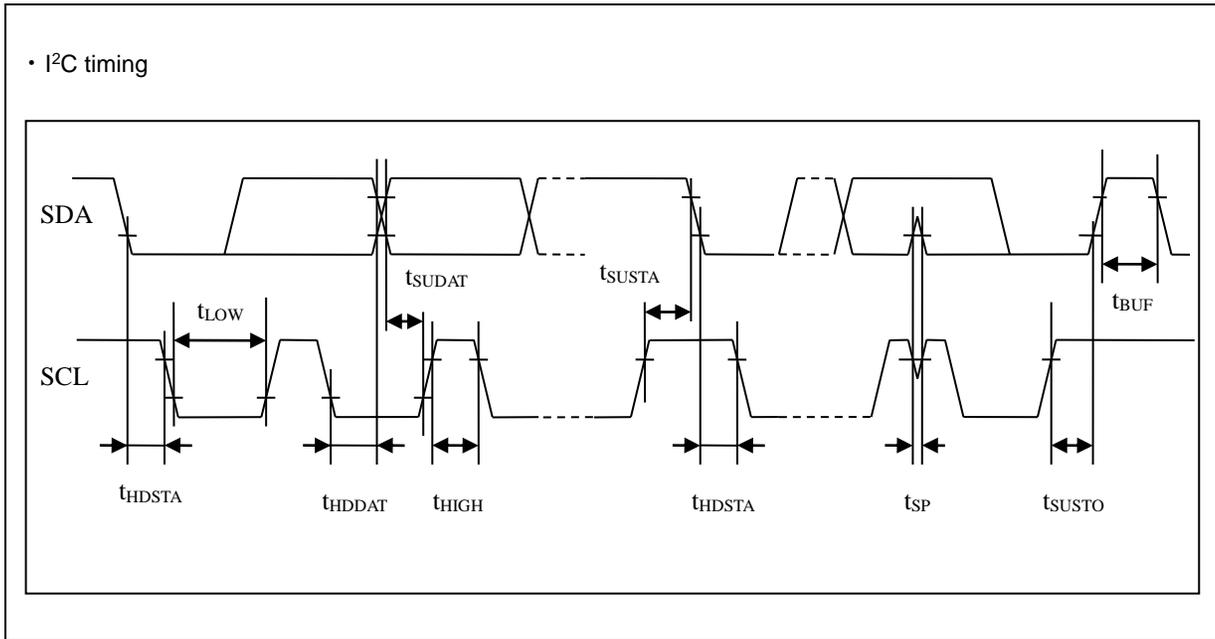 ・I²C timing
SDA
tSUDAT
tSUSTA
tBUF
tLOW
SCL
tHDSTA
tHDDAT
tHIGH
tHDSTA
tSP
tSUSTO